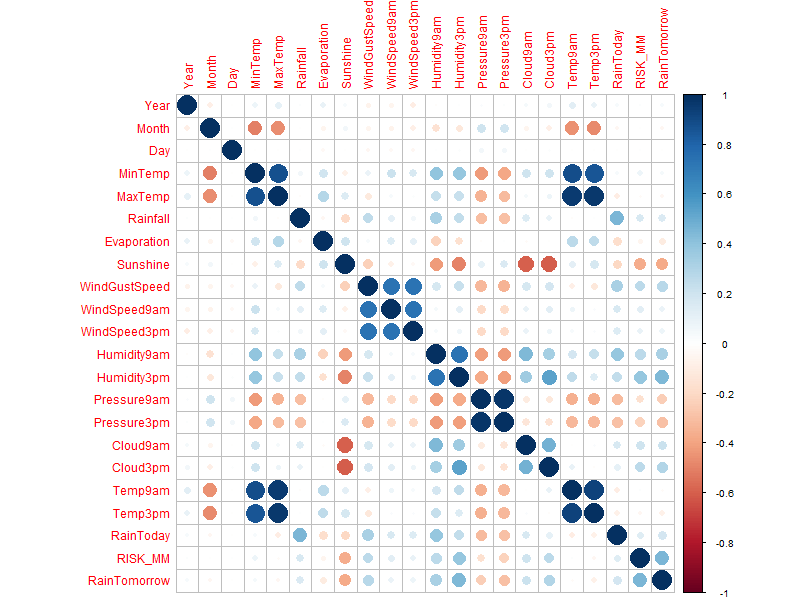 Year
Month
Day
MinTemp
MaxTemp
Rainfall
Evaporation
Sunshine
WindGustSpeed
WindSpeed9am
WindSpeed3pm
Humidity9am
Humidity3pm
Pressure9am
Pressure3pm
Cloud9am
Cloud3pm
Temp9am
Temp3pm
RainToday
RISK_MM
RainTomorrow
Year
Month
Day
MinTemp
MaxTemp
Rainfall
Evaporation
Sunshine
WindGustSpeed
WindSpeed9am
WindSpeed3pm
Humidity9am
Humidity3pm
Pressure9am
Pressure3pm
Cloud9am
Cloud3pm
Temp9am
Temp3pm
RainToday
RISK_MM
RainTomorrow
1
0.8
0.6
0.4
0.2
0
-0.2
-0.4
-0.6
-0.8
-1